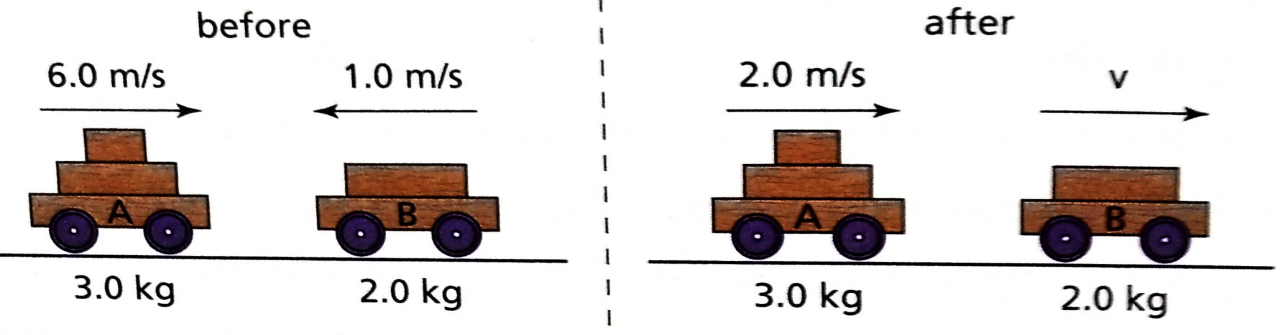 before
6.0 m/s
1.0 m/s
A
B
3.0 kg
2.0 kg
after
2.0 m/s
v
A
B
3.0 kg
2.0 kg